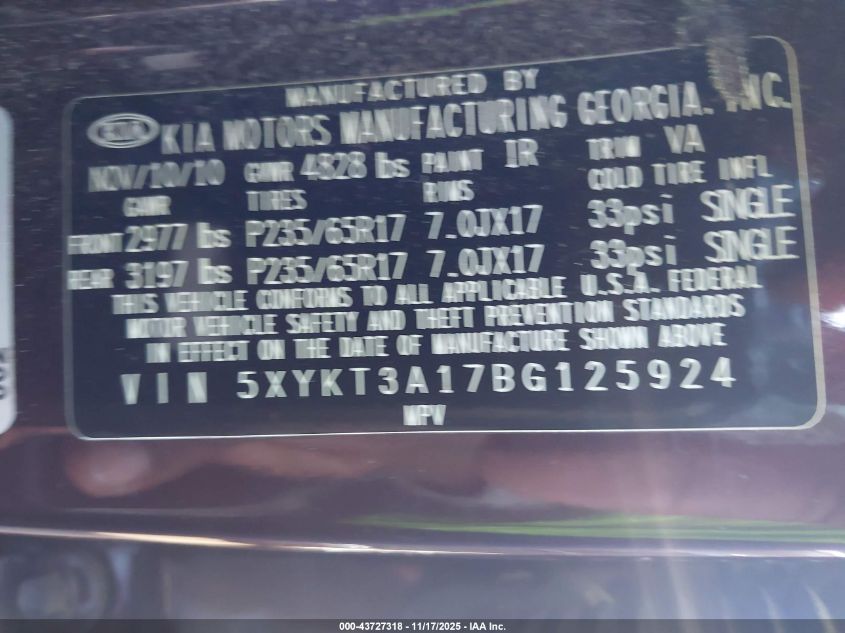 MANUFACTURED BY
KIA KIA MOTORS MANUFACTURING GEORGIA, INC.
NOV/10/10 GVWR 4828 lbs PAINT IR TRIM VA
GAWR TIRES RIMS COLD TIRE INFL
FRONT 2977 lbs P235/65R17 7.0JX17 33psi SINGLE
REAR 3197 lbs P235/65R17 7.0JX17 33psi SINGLE
THIS VEHICLE CONFORMS TO ALL APPLICABLE U.S.A. FEDERAL
MOTOR VEHICLE SAFETY AND THEFT PREVENTION STANDARDS
IN EFFECT ON THE DATE OF MANUFACTURE SHOWN ABOVE
VIN 5XYKT3A17BG125924
MPV
000-43727318 - 11/17/2025 - IAA Inc.